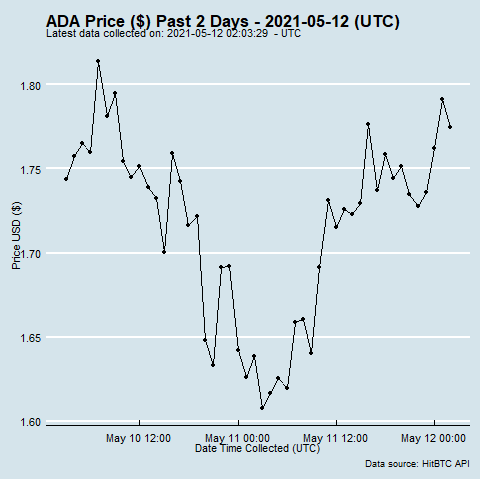 ADA Price ($) Past 2 Days - 2021-05-12 (UTC)
Latest data collected on: 2021-05-12 02:03:29 - UTC
1.80
1.75
1.70
1.65
1.60
Price USD ($)
May 10 12:00 May 11 00:00 May 11 12:00 May 12 00:00
Date Time Collected (UTC)
Data source: HitBTC API